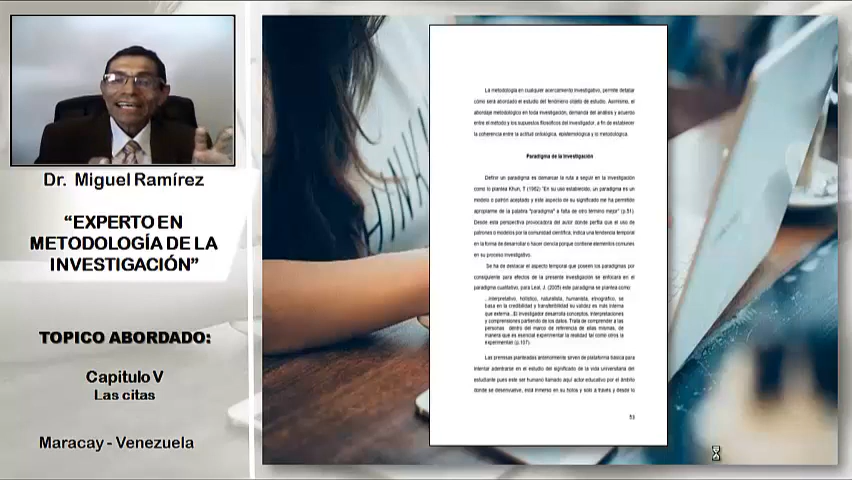 Dr. Miguel Ramírez
“EXPERTO EN
METODOLOGÍA DE LA
INVESTIGACIÓN”
TOPICO ABORDADO:
Capitulo V
Las citas
Maracay - Venezuela
La metodología en cualquier acercamiento investigativo, permite detallar
como será abordado el estudio del fenómeno objeto de estudio. Asimismo, el
abordaje metodológico en toda investigación, demanda del análisis y acuerdo
entre el método y los supuestos filosóficos del investigador, a fin de establecer
la coherencia entre la actitud ontológica, epistemológica y lo metodológica.
Paradigma de la Investigación
Definir un paradigma es demarcar la ruta a seguir en la investigación
como lo plantea Khun, T (1962) "En su uso establecido, un paradigma es un
modelo o patrón aceptado y este aspecto de su significado me ha permitido
apropiarme de la palabra "paradigma" a falta de otro término mejor" (p.51)
Desde esta perspectiva provocadora del autor donde perfila que el uso de
patrones o modelos por la comunidad científica, indica una tendencia temporal
en la forma de desarrollar o hacer ciencia porque contiene elementos comunes
en su proceso investigativo.
Se ha de destacar el aspecto temporal que poseen los paradigmas por
consiguiente para efectos de la presente investigación se enfocará en el
paradigma cualitativo, para Leal, J. (2005) este paradigma se plantea como:
...interpretativo, holístico, naturalista, humanista, etnográfico, se
basa en la credibilidad y transferibilidad su validez es más interna
que externa...El investigador desarrolla conceptos, interpretaciones
y comprensiones partiendo de los datos. Trata de comprender a las
personas dentro del marco de referencia de ellas mismas, de
manera que es esencial experimentar la realidad tal como otros la
experimentan (p.107).
Las premisas planteadas anteriormente sirven de plataforma básica para
intentar adentrarse en el estudio del significado de la vida universitaria del
estudiante pues este ser humano llamado aquí actor educativo por el ámbito
donde se desenvuelve, está inmerso en su
y solo a través y desde lo
53